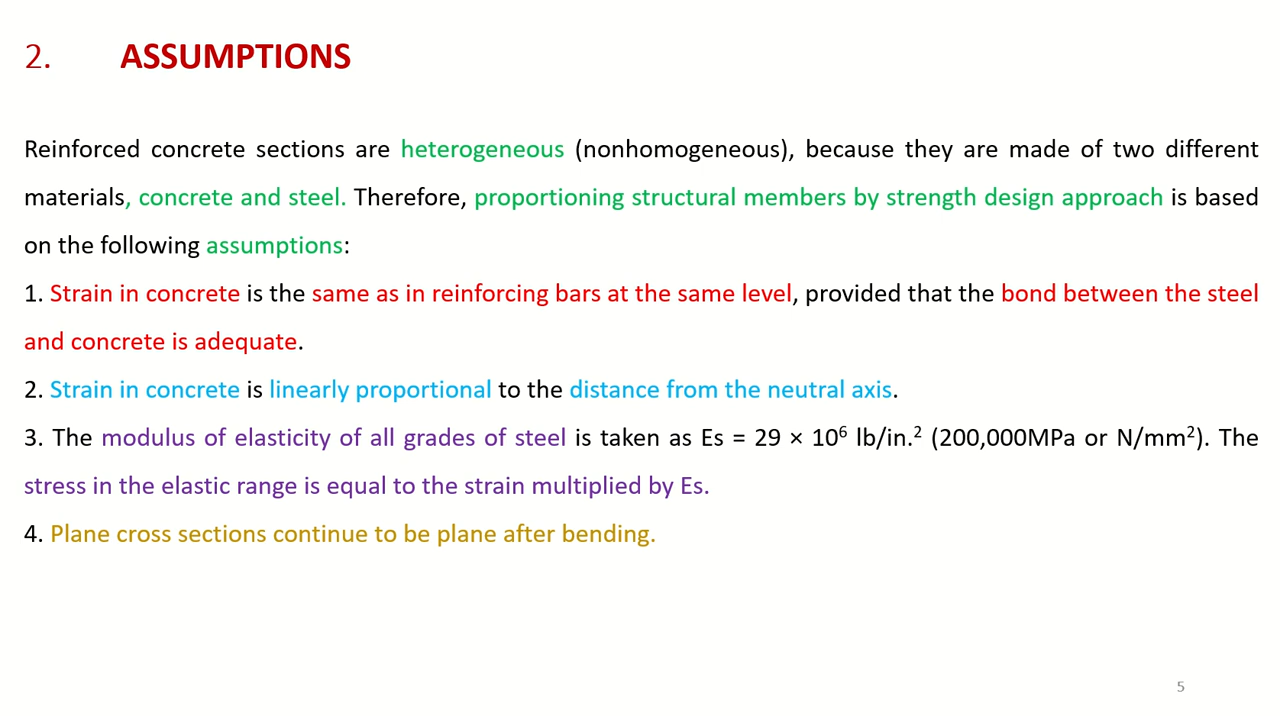 2. ASSUMPTIONS
Reinforced concrete sections are heterogeneous (nonhomogeneous), because they are made of two different
materials, concrete and steel. Therefore, proportioning structural members by strength design approach is based
on the following assumptions:
1. Strain in concrete is the same as in reinforcing bars at the same level, provided that the bond between the steel
and concrete is adequate.
2. Strain in concrete is linearly proportional to the distance from the neutral axis.
3. The modulus of elasticity of all grades of steel is taken as Es = 29 × 10⁶ lb/in.² (200,000MPa or N/mm²). The
stress in the elastic range is equal to the strain multiplied by Es.
4. Plane cross sections continue to be plane after bending.
5